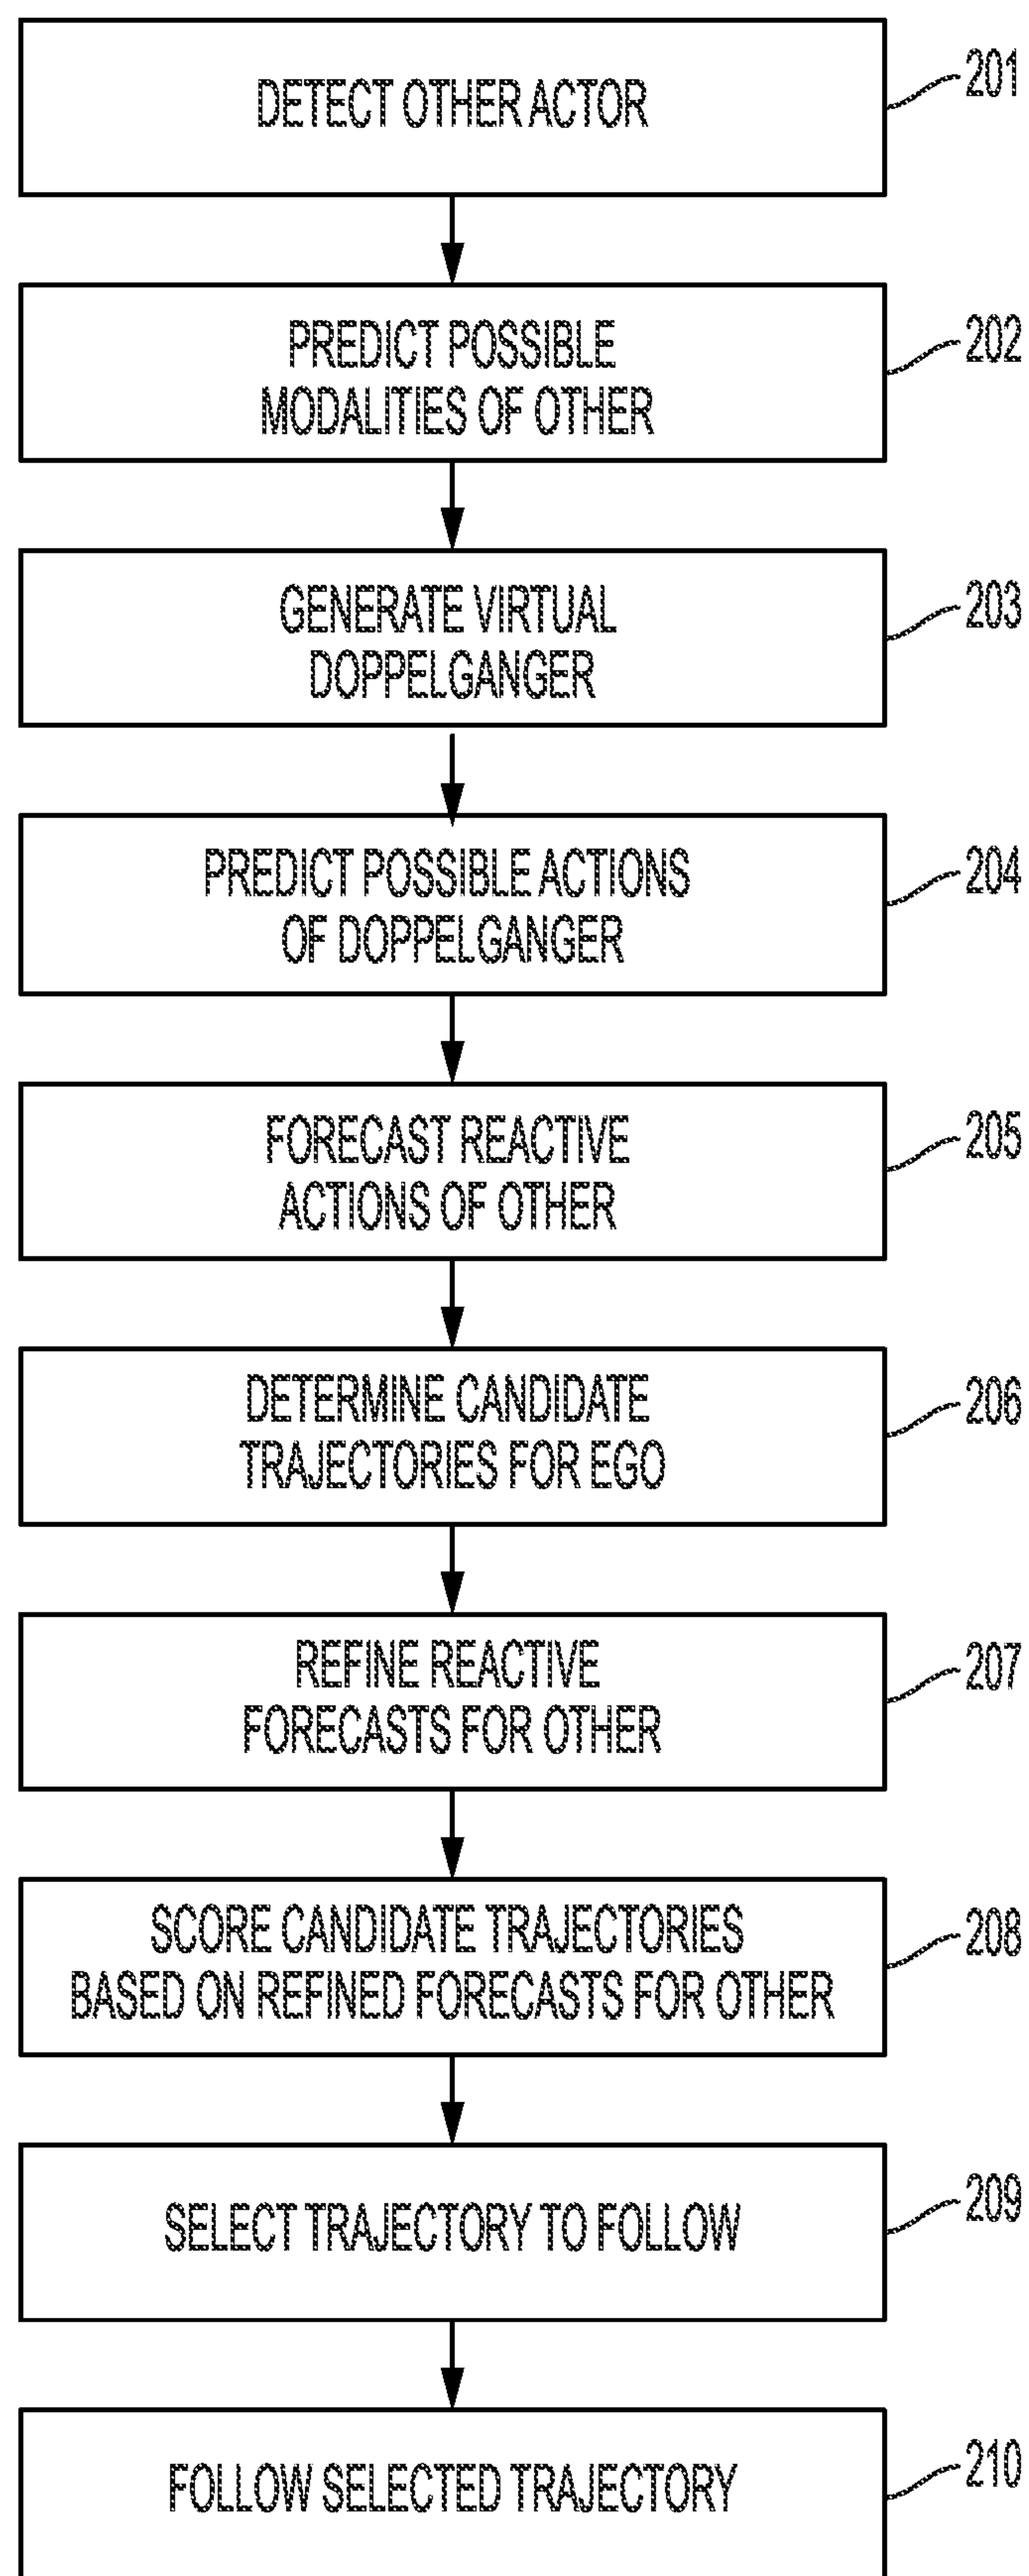 DETECT OTHER ACTOR
201
PREDICT POSSIBLE
MODALITIES OF OTHER
202
GENERATE VIRTUAL
DOPPELGANGER
203
PREDICT POSSIBLE ACTIONS
OF DOPPELGANGER
204
FORECAST REACTIVE
ACTIONS OF OTHER
205
DETERMINE CANDIDATE
TRAJECTORIES FOR EGO
206
REFINE REACTIVE
FORECASTS FOR OTHER
207
SCORE CANDIDATE TRAJECTORIES
BASED ON REFINED FORECASTS FOR OTHER
208
SELECT TRAJECTORY TO FOLLOW
209
FOLLOW SELECTED TRAJECTORY
210